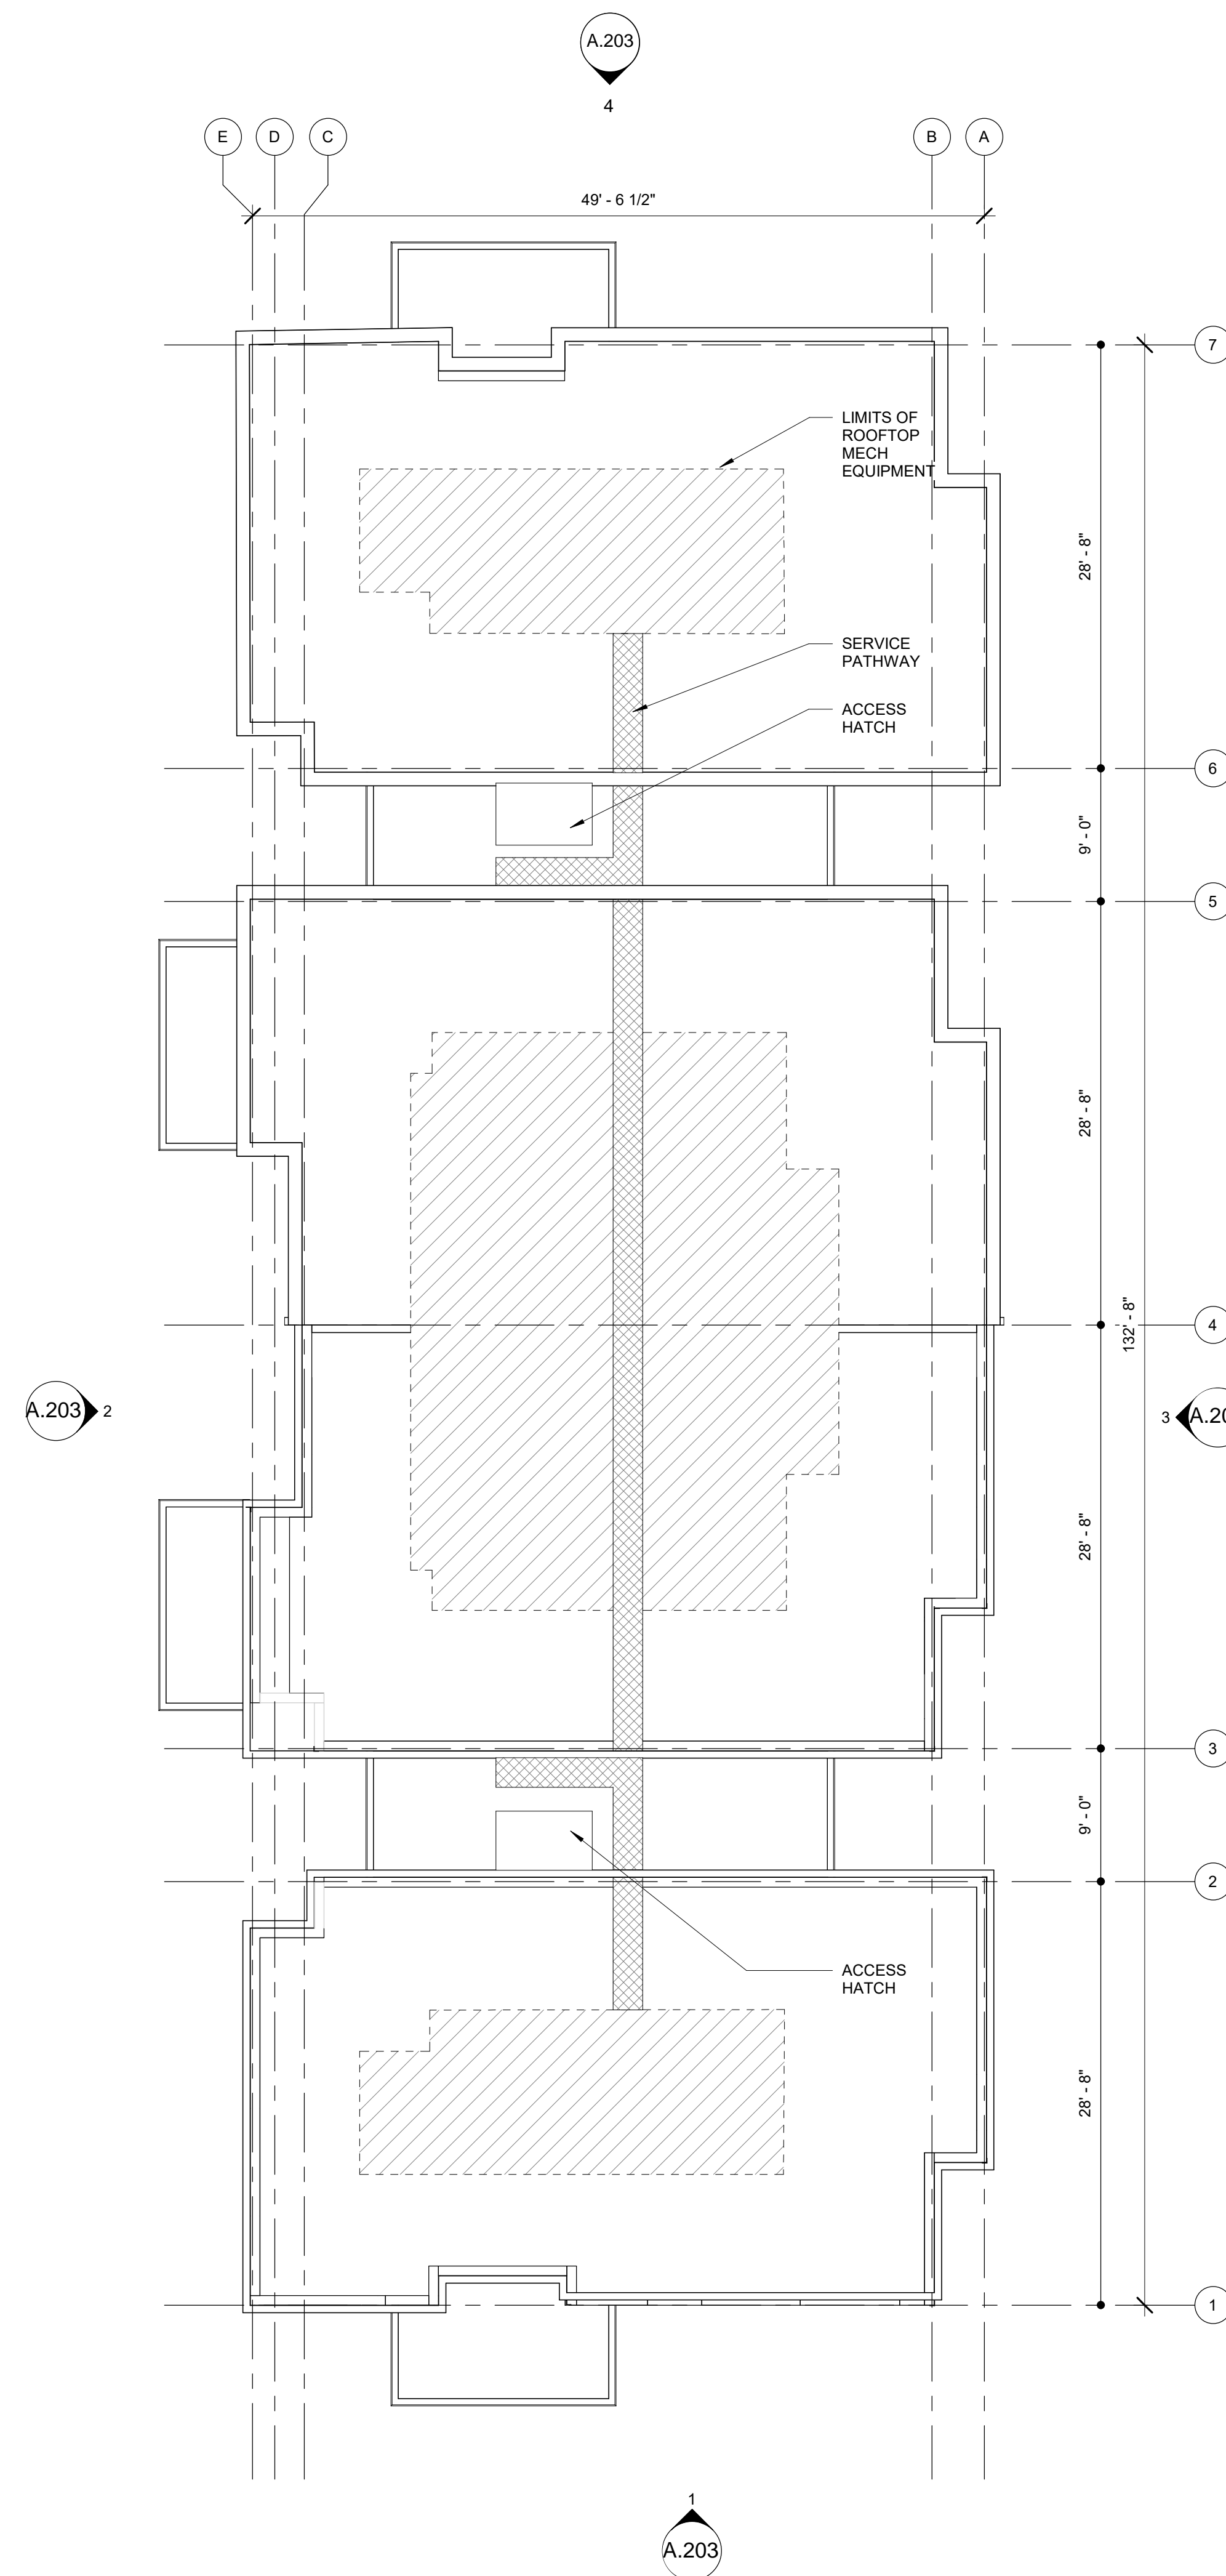 A.203
4
E
D
C
B
A
49' - 6 1/2"
7
LIMITS OF
ROOFTOP
MECH
EQUIPMENT
28' - 8"
SERVICE
PATHWAY
ACCESS
HATCH
6
9' - 0"
5
28' - 8"
132' - 8"
4
A.203
2
3
A.20
28' - 8"
3
9' - 0"
2
ACCESS
HATCH
28' - 8"
1
1
A.203